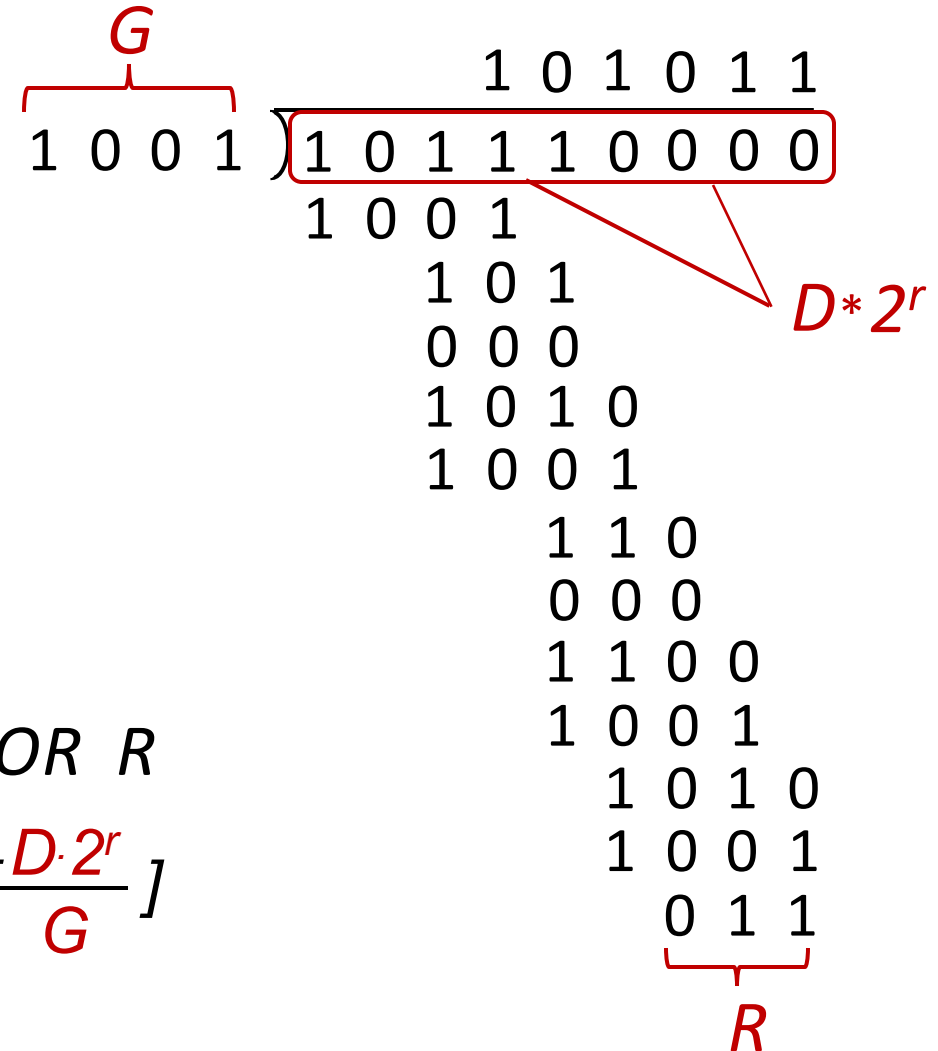 G
1 0 1 0 1 1
1 0 0 1 ) 1 0 1 1 1 0 0 0 0
1 0 0 1
1 0 1
D * 2^r
0 0 0
1 0 1 0
1 0 0 1
1 1 0
0 0 0
1 1 0 0
1 0 0 1
OR R
1 0 1 0
D · 2^r
]
1 0 0 1
G
0 1 1
R